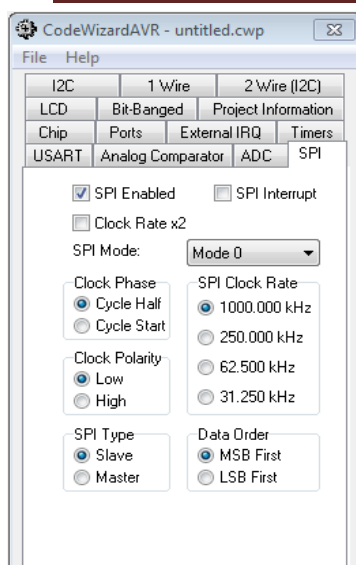 CodeWizardAVR - untitled.cwp
File Help
I2C 1 Wire 2 Wire (I2C)
LCD Bit-Banged Project Information
Chip Ports External IRQ Timers
USART Analog Comparator ADC SPI
SPI Enabled SPI Interrupt
Clock Rate x2
SPI Mode: Mode 0
Clock Phase SPI Clock Rate
Cycle Half 1000.000 kHz
Cycle Start 250.000 kHz
Clock Polarity 62.500 kHz
Low
High 31.250 kHz
SPI Type Data Order
Slave MSB First
Master LSB First